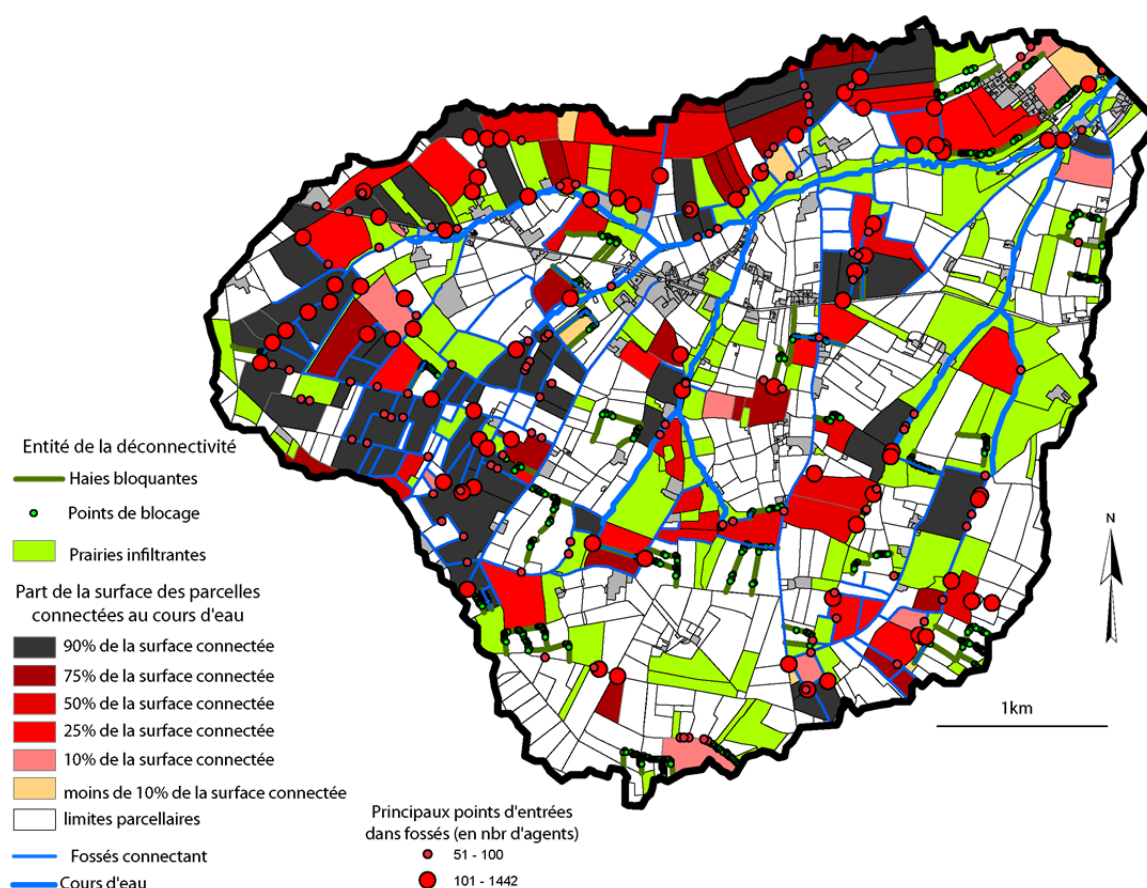 Entité de la déconnectivité
Haies bloquantes
Points de blocage
Prairies infiltrantes
Part de la surface des parcelles
connectées au cours d'eau
90% de la surface connectée
75% de la surface connectée
50% de la surface connectée
25% de la surface connectée
10% de la surface connectée
moins de 10% de la surface connectée
limites parcellaires
Fossés connectant
Cours d'eau
Principaux points d'entrées
dans fossés (en nbr d'agents)
51 - 100
101 - 1442
N
1km